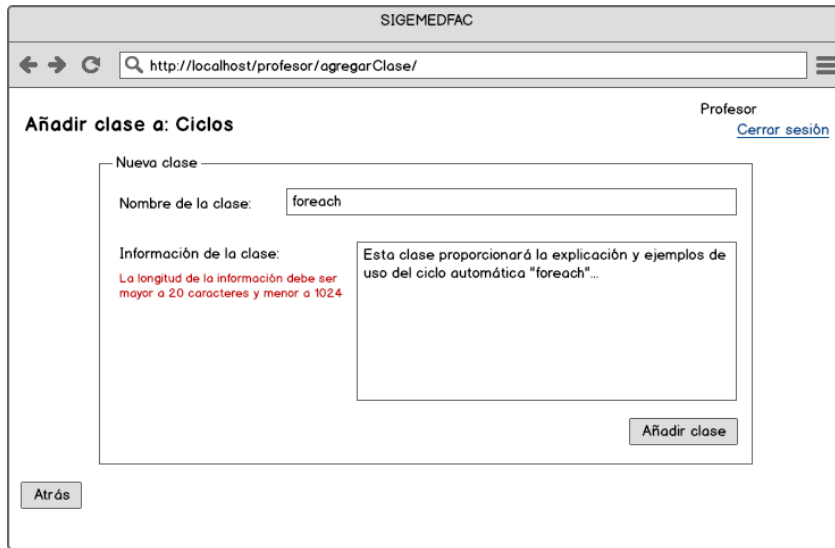 SIGEMEDFAC
http://localhost/profesor/agregarClase/
Profesor
Añadir clase a: Ciclos
Cerrar sesión
Nueva clase
Nombre de la clase:
foreach
Información de la clase:
La longitud de la información debe ser
mayor a 20 caracteres y menor a 1024
Esta clase proporcionará la explicación y ejemplos de
uso del ciclo automática "foreach"...
Añadir clase
Atrás